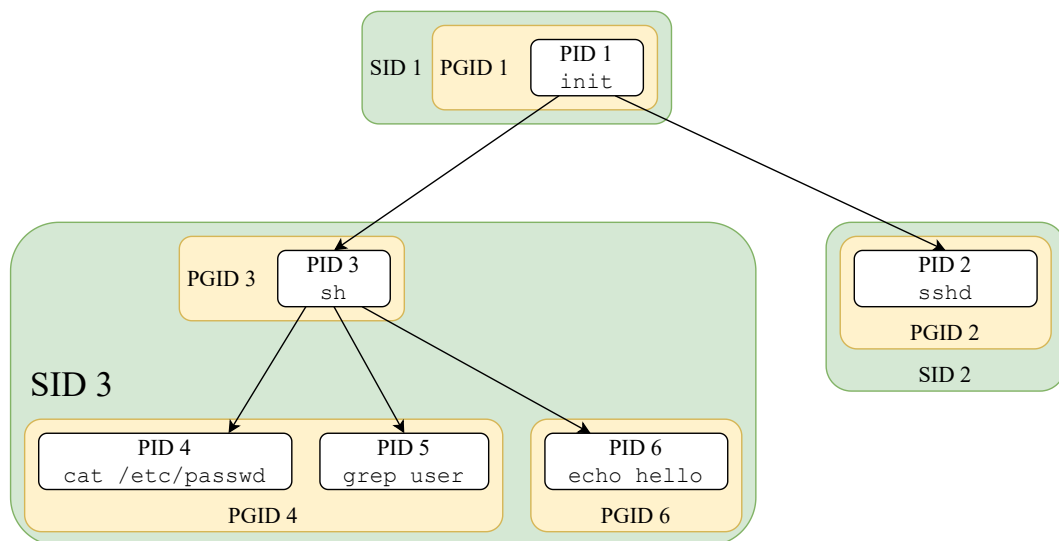 SID 1
PGID 1
PID 1
init
PGID 3
PID 3
sh
PID 2
sshd
PGID 2
SID 2
SID 3
PID 4
cat /etc/passwd
PID 5
grep user
PGID 4
PID 6
echo hello
PGID 6